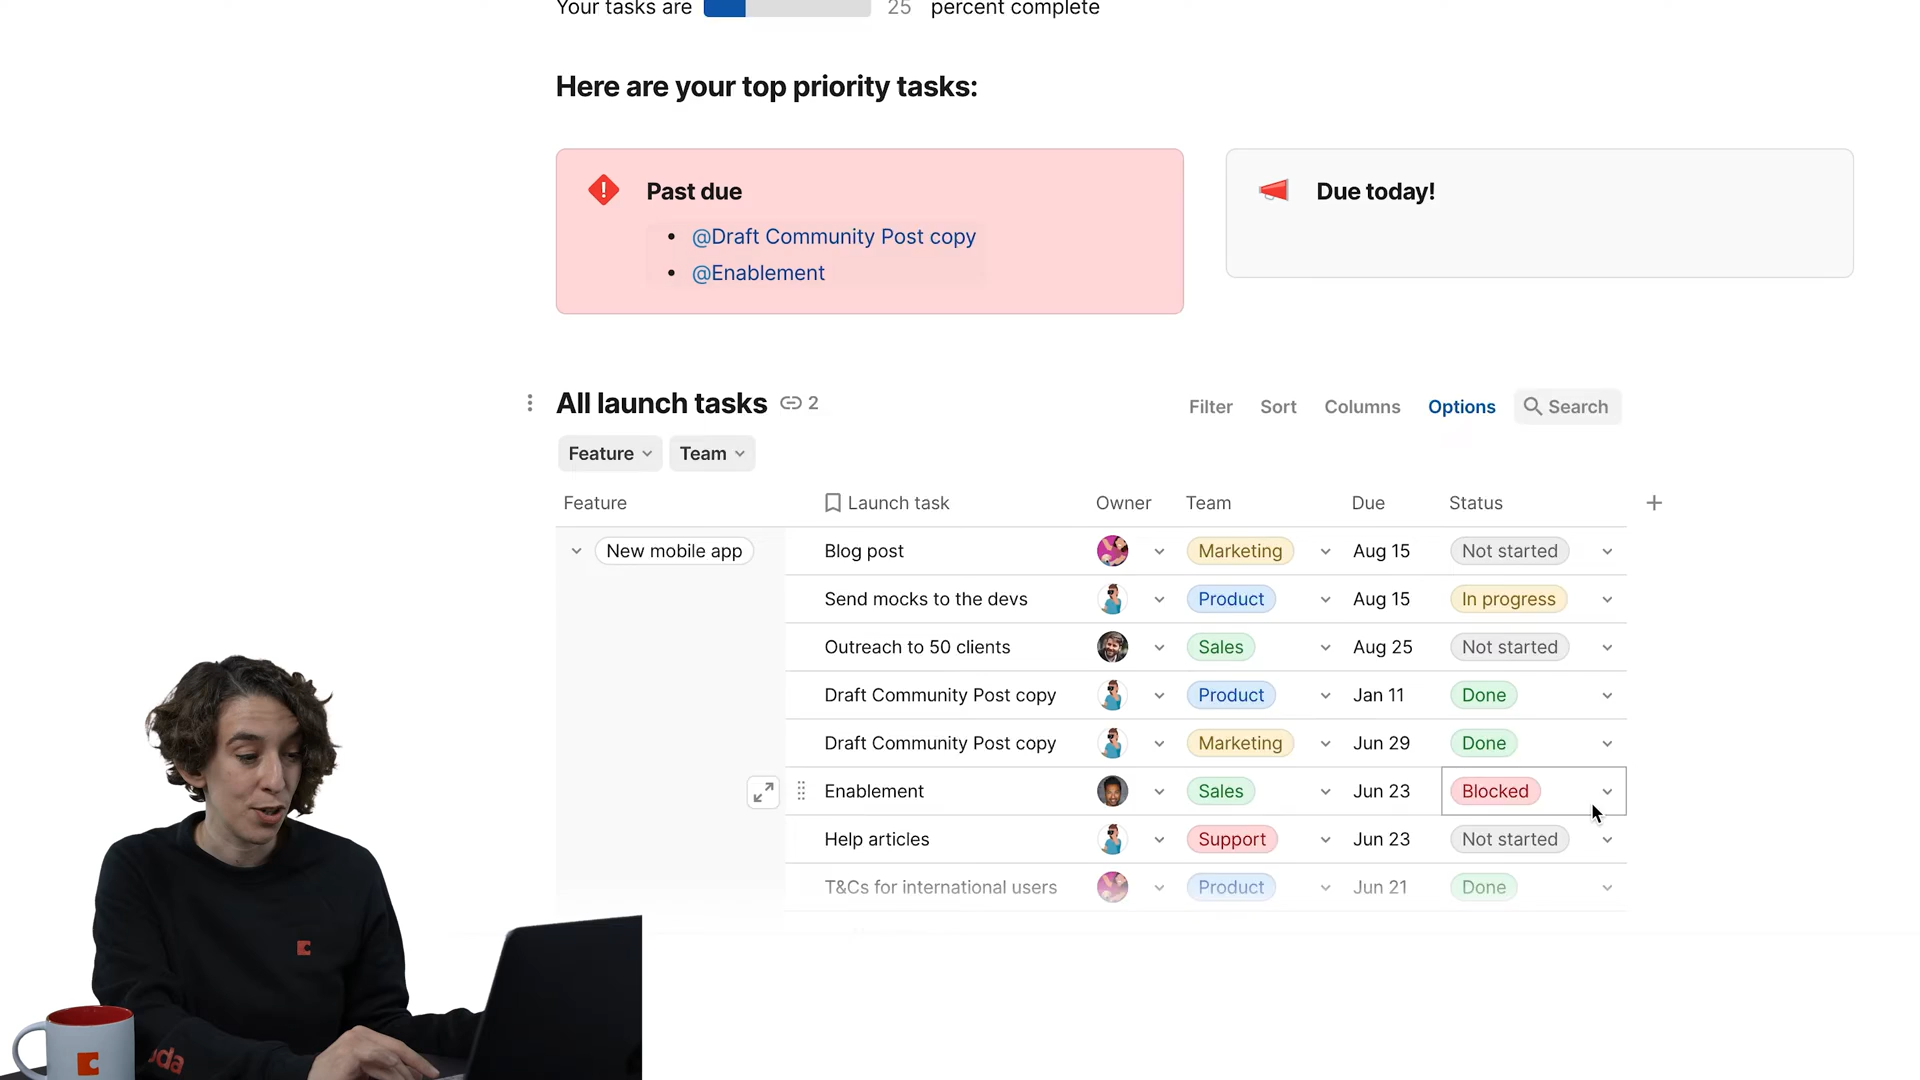 Your tasks are 25 percent complete
Here are your top priority tasks:
Past due
@Draft Community Post copy
@Enablement
Due today!
All launch tasks 2
Filter Sort Columns Options Search
Feature Team
Feature Launch task Owner Team Due Status
New mobile app Blog post Marketing Aug 15 Not started
Send mocks to the devs Product Aug 15 In progress
Outreach to 50 clients Sales Aug 25 Not started
Draft Community Post copy Product Jan 11 Done
Draft Community Post copy Marketing Jun 29 Done
Enablement Sales Jun 23 Blocked
Help articles Support Jun 23 Not started
T&Cs for international users Product Jun 21 Done